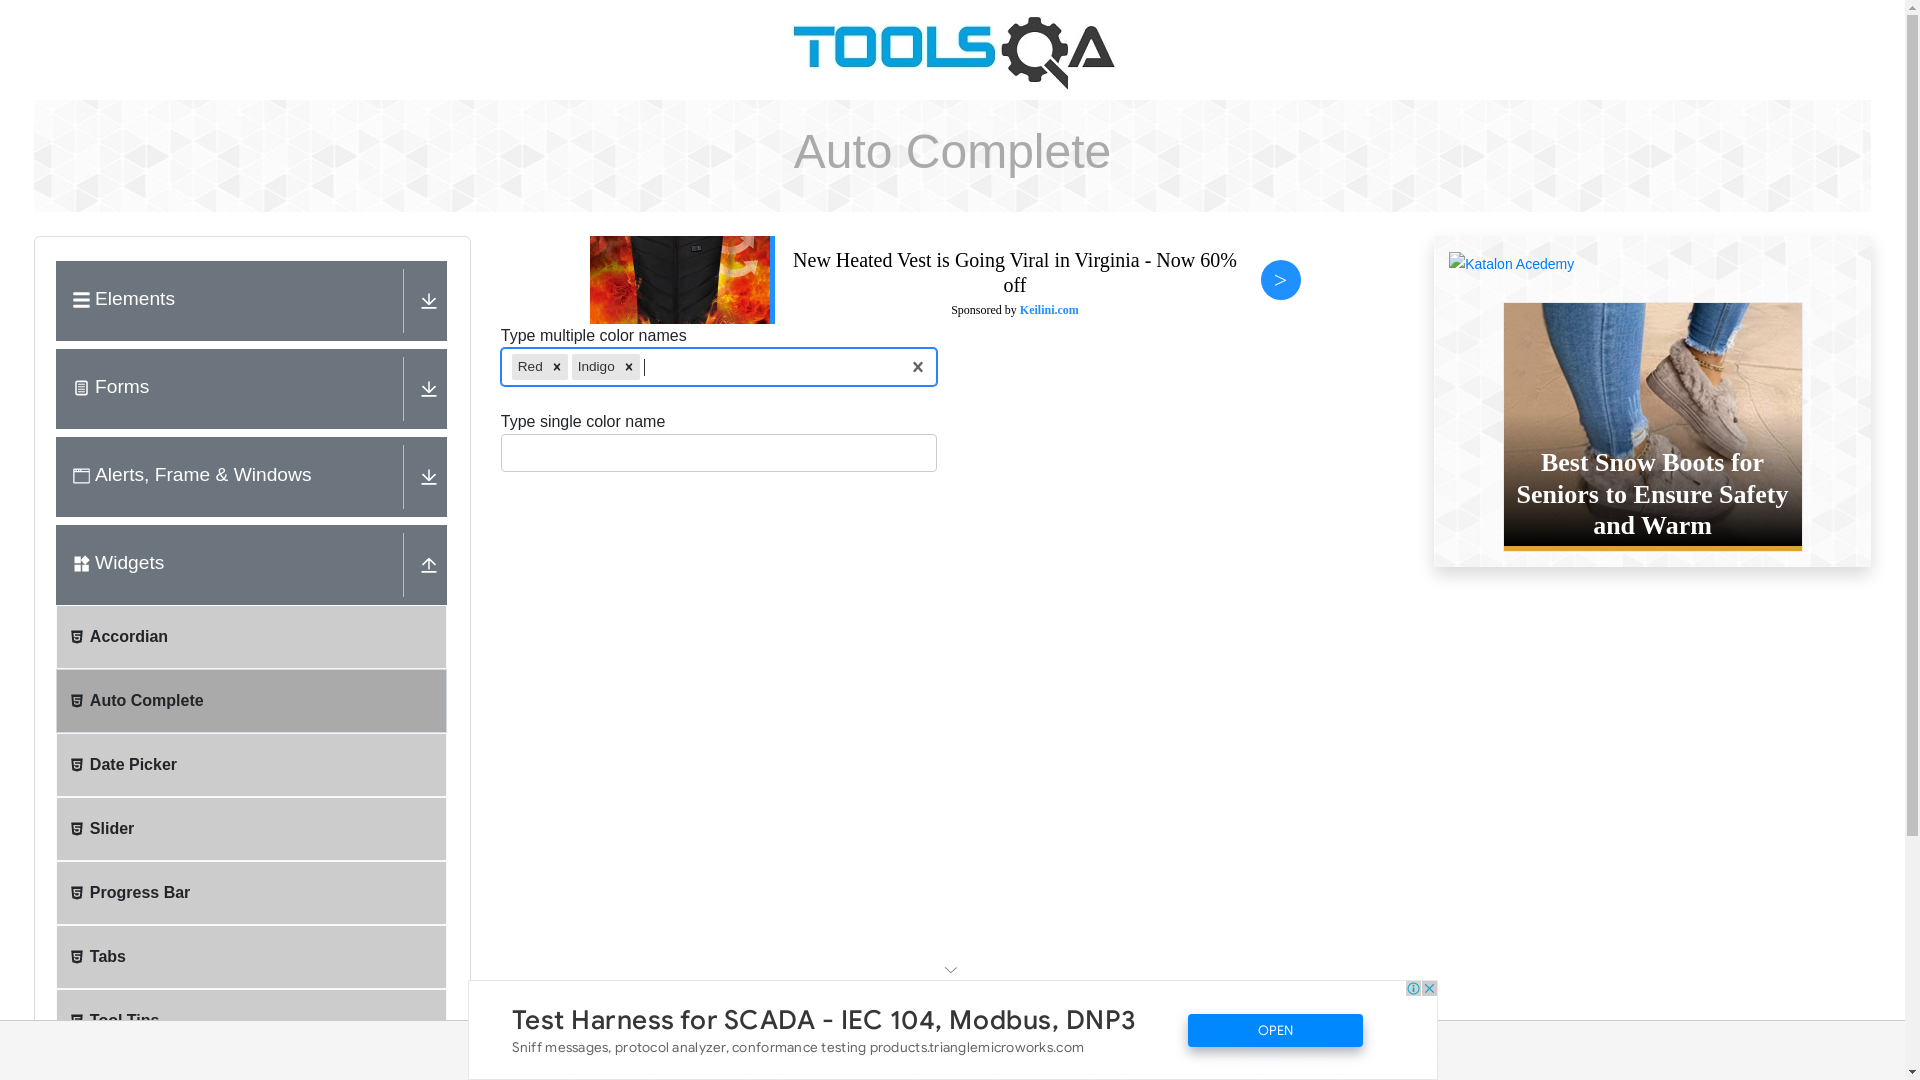 TOOLSQA
Auto Complete
Elements
Forms
Alerts, Frame & Windows
Widgets
Accordian
Auto Complete
Date Picker
Slider
Progress Bar
Tabs
Tool Tips
New Heated Vest is Going Viral in Virginia - Now 60%
off
Sponsored by Keilini.com
>
Type multiple color names
Red
Indigo
Type single color name
Katalon Acedemy
Best Snow Boots for
Seniors to Ensure Safety
and Warm
Test Harness for SCADA - IEC 104, Modbus, DNP3
Sniff messages, protocol analyzer, conformance testing products.trianglemicroworks.com
OPEN